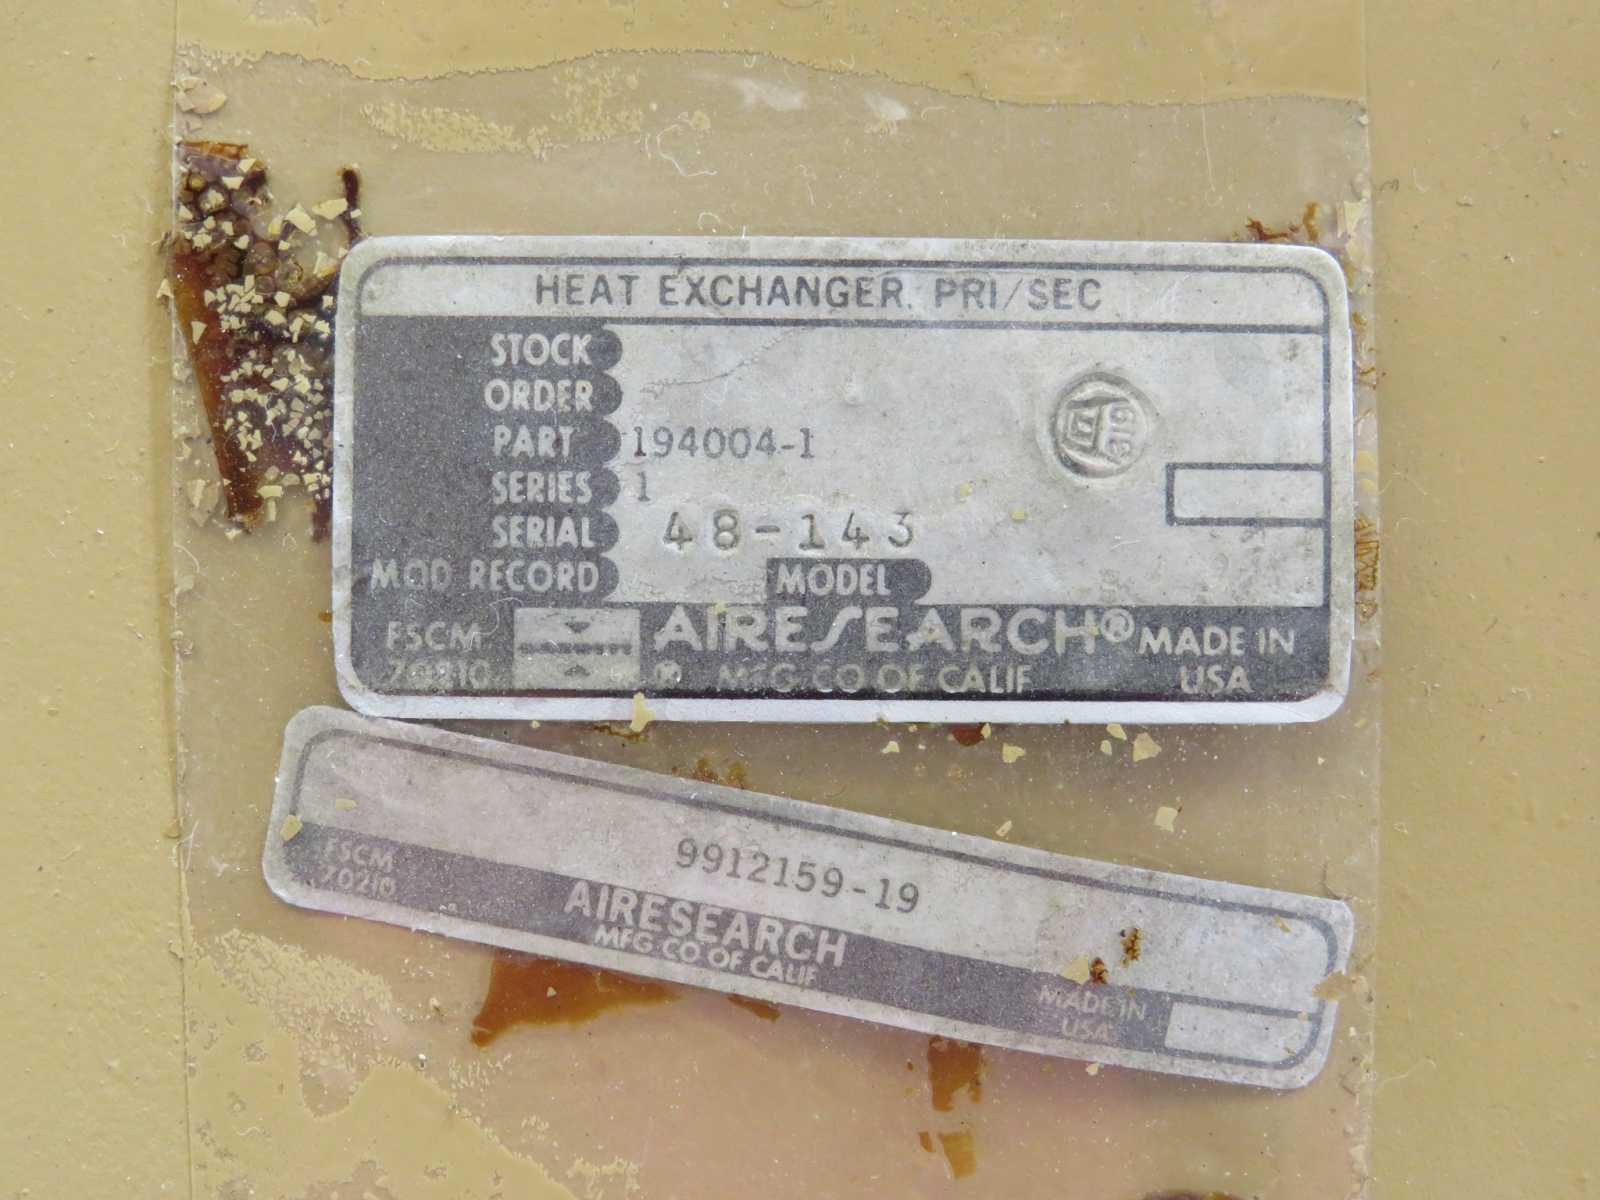 HEAT EXCHANGER, PRI/SEC
STOCK
ORDER
PART 194004-1
SERIES 1
SERIAL 48-143
MOD RECORD MODEL
FSCM 70210
AIRESEARCH® MADE IN
MFG CO OF CALIF USA
9912159-19
FSCM
70210
AIRESEARCH
MFG CO OF CALIF
MADE IN
USA